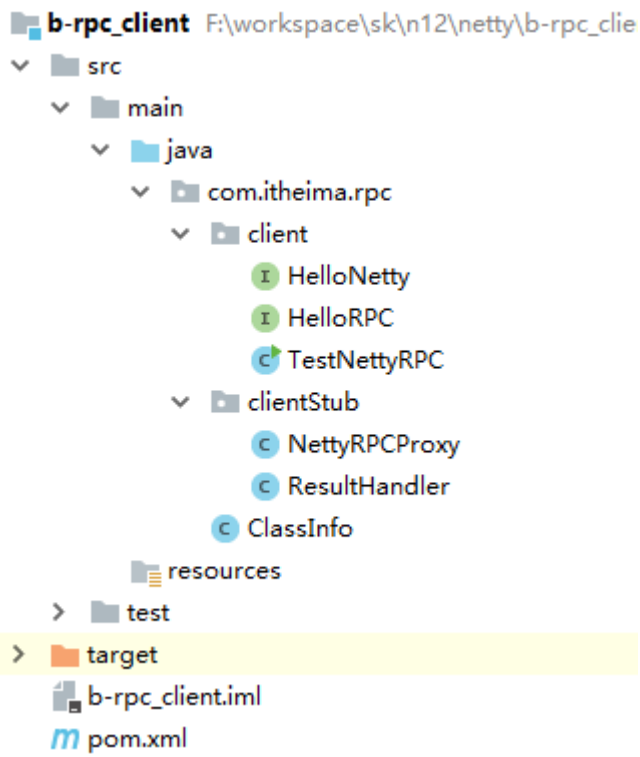 b-rpc_client F:\workspace\sk\n12\netty\b-rpc_clie
src
main
java
com.itheima.rpc
client
I HelloNetty
I HelloRPC
C TestNettyRPC
clientStub
C NettyRPCProxy
C ResultHandler
C ClassInfo
resources
test
target
b-rpc_client.iml
m pom.xml